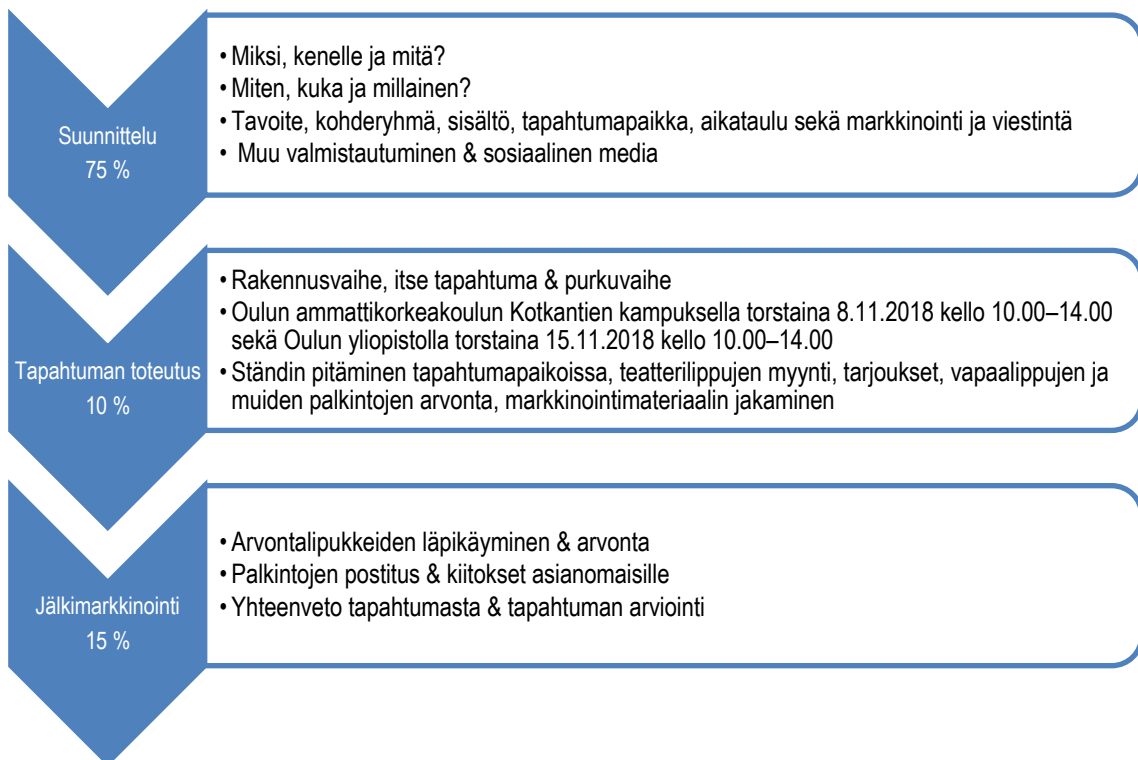 Suunnittelu
75 %
• Miksi, kenelle ja mitä?
• Miten, kuka ja millainen?
• Tavoite, kohderyhmä, sisältö, tapahtumapaikka, aikataulu sekä markkinointi ja viestintä
• Muu valmistautuminen & sosiaalinen media
Tapahtuman toteutus
10 %
• Rakennusvaihe, itse tapahtuma & purkuvaihe
• Oulun ammattikorkeakoulun Kotkantien kampuksella torstaina 8.11.2018 kello 10.00–14.00
sekä Oulun yliopistolla torstaina 15.11.2018 kello 10.00–14.00
• Ständin pitäminen tapahtumapaikoissa, teatterilippujen myynti, tarjoukset, vapaalippujen ja
muiden palkintojen arvonta, markkinointimateriaalin jakaminen
Jälkimarkkinointi
15 %
• Arvontalipukkeiden läpikäyminen & arvonta
• Palkintojen postitus & kiitokset asianomaisille
• Yhteenveto tapahtumasta & tapahtuman arviointi